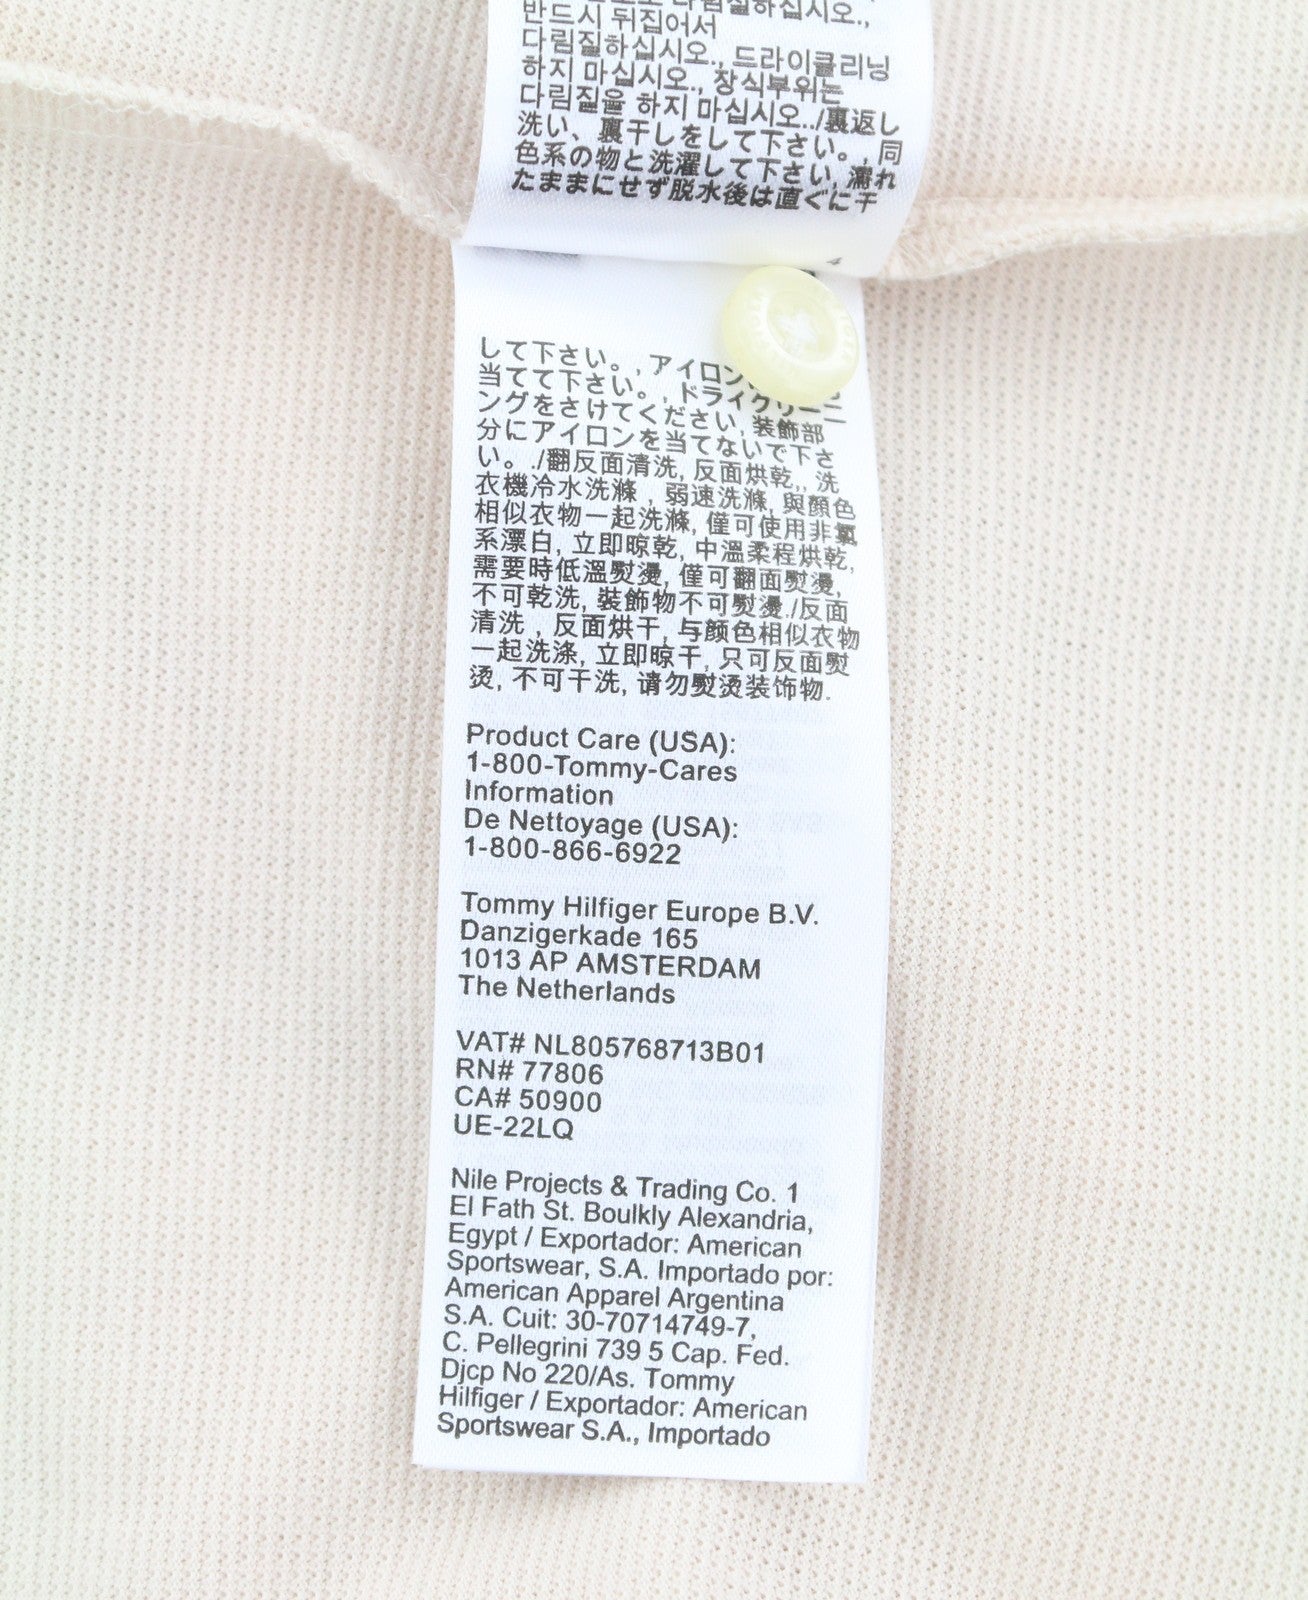 다림질하십시오.,
반드시 뒤집어서
다림질하십시오., 드라이클리닝
하지 마십시오., 장식부위는
다림질을 하지 마십시오../裏返し
洗い、裏干しをして下さい。, 同
色系の物と洗濯して下さい, 濡れ
たままにせず脱水後は直ぐに干
して下さい。, アイロン
当てて下さい。, ドライクリーニ
ングをさけてください, 装飾部
分にアイロンを当てないで下さ
い。./翻反面清洗, 反面烘乾,, 洗
衣機冷水洗滌 , 弱速洗滌, 與顏色
相似衣物一起洗滌, 僅可使用非氯
系漂白, 立即晾乾, 中溫柔程烘乾,
需要時低溫熨燙, 僅可翻面熨燙,
不可乾洗, 裝飾物不可熨燙./反面
清洗 , 反面烘干, 与颜色相似衣物
一起洗涤, 立即晾干, 只可反面熨
烫, 不可干洗, 请勿熨烫装饰物.
Product Care (USA):
1-800-Tommy-Cares
Information
De Nettoyage (USA):
1-800-866-6922
Tommy Hilfiger Europe B.V.
Danzigerkade 165
1013 AP AMSTERDAM
The Netherlands
VAT# NL805768713B01
RN# 77806
CA# 50900
UE-22LQ
Nile Projects & Trading Co. 1
El Fath St. Boulkly Alexandria,
Egypt / Exportador: American
Sportswear, S.A. Importado por:
American Apparel Argentina
S.A. Cuit: 30-70714749-7,
C. Pellegrini 739 5 Cap. Fed.
Djcp No 220/As. Tommy
Hilfiger / Exportador: American
Sportswear S.A., Importado